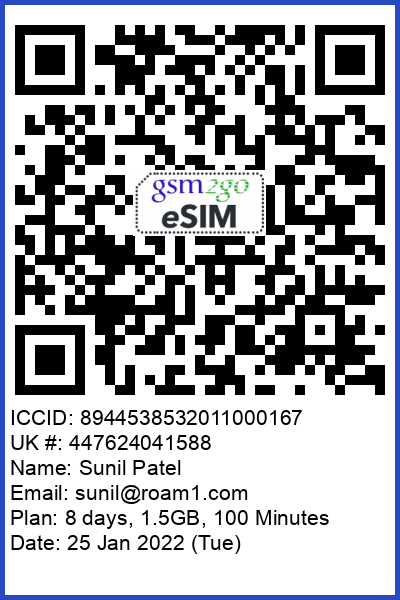 gsm2go
eSIM
ICCID: 8944538532011000167
UK #: 447624041588
Name: Sunil Patel
Email: sunil@roam1.com
Plan: 8 days, 1.5GB, 100 Minutes
Date: 25 Jan 2022 (Tue)